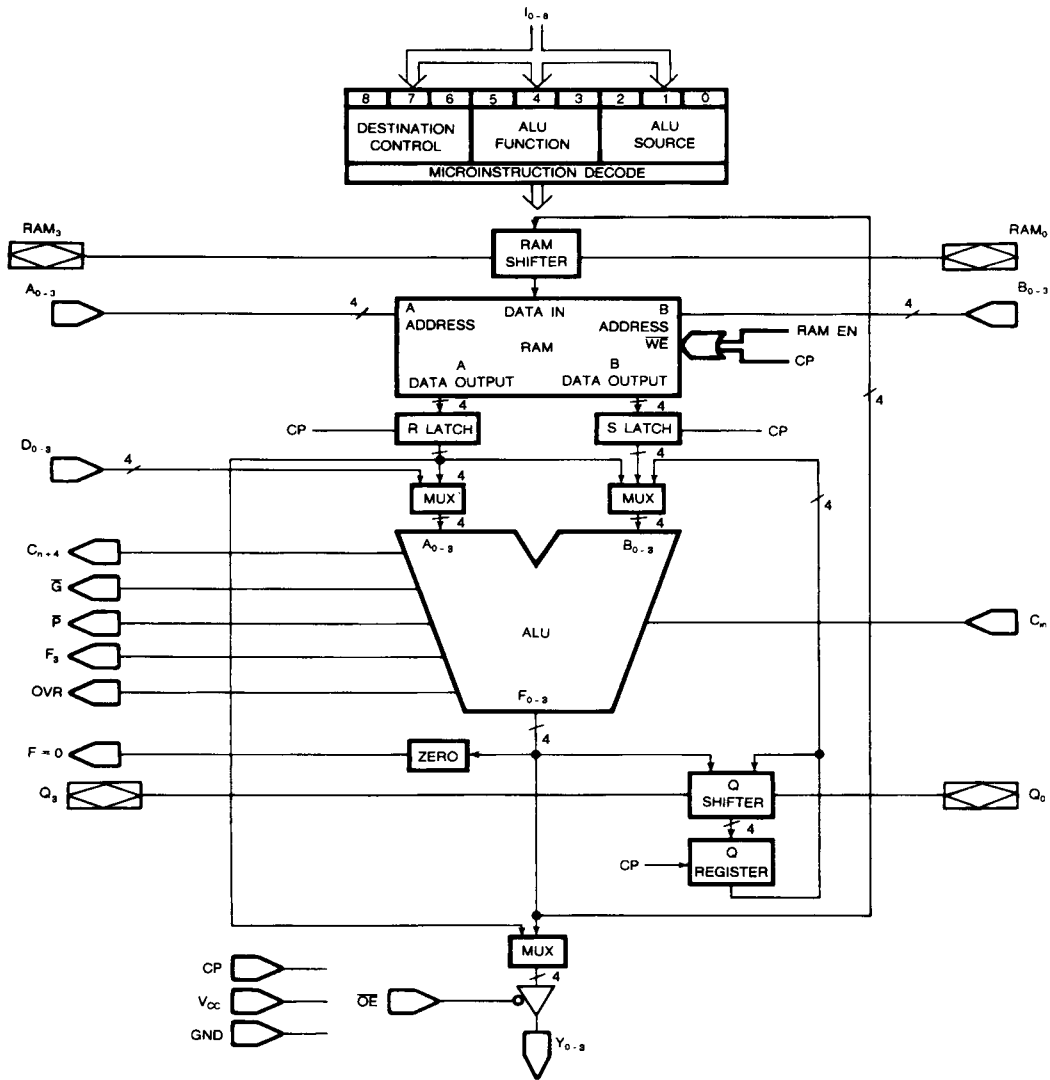 I₀₋₈
8 7 6 5 4 3 2 1 0
DESTINATION CONTROL
ALU FUNCTION
ALU SOURCE
MICROINSTRUCTION DECODE
RAM₃
RAM SHIFTER
RAM₀
A₀₋₃
4
A ADDRESS
DATA IN
B ADDRESS
4
B₀₋₃
RAM
W̅E̅
RAM EN
CP
A DATA OUTPUT
B DATA OUTPUT
4
4
4
CP
R LATCH
S LATCH
CP
D₀₋₃
4
4
4
MUX
MUX
4
4
4
A₀₋₃
B₀₋₃
Cₙ₊₄
G̅
P̅
ALU
Cₙ
F₃
OVR
F₀₋₃
4
F = 0
ZERO
Q₃
Q SHIFTER
Q₀
4
CP
Q REGISTER
MUX
4
CP
V_CC
O̅E̅
GND
Y₀₋₃